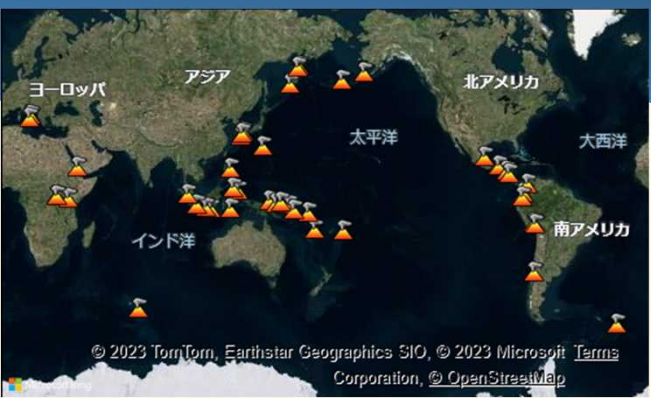 アジア
北アメリカ
ヨーロッパ
太平洋
大西洋
南アメリカ
インド洋
© 2023 TomTom, Earthstar Geographics SIO, © 2023 Microsoft Terms
Corporation, © OpenStreetMap